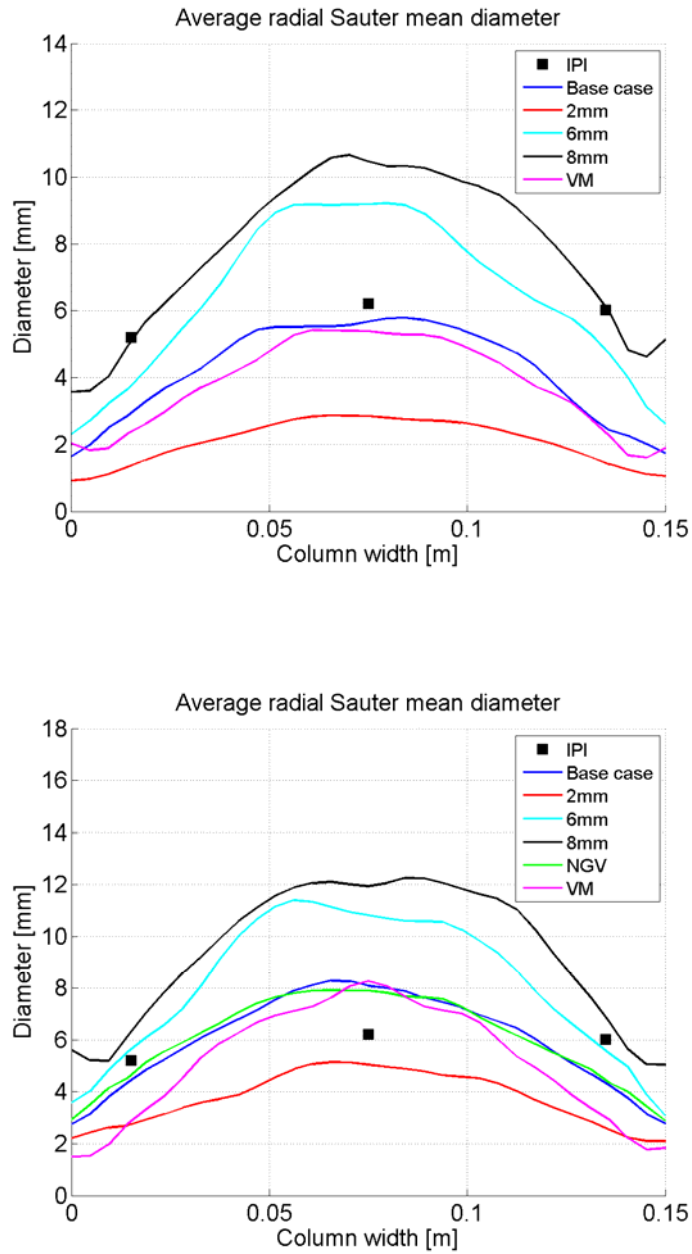 Average radial Sauter mean diameter
14
12
10
8
6
4
2
0
Diameter [mm]
IPI
Base case
2mm
6mm
8mm
VM
0 0.05 0.1 0.15
Column width [m]
Average radial Sauter mean diameter
18
16
14
12
10
8
6
4
2
0
Diameter [mm]
IPI
Base case
2mm
6mm
8mm
NGV
VM
0 0.05 0.1 0.15
Column width [m]